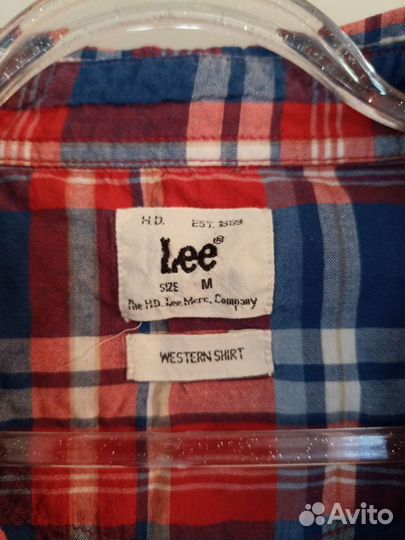 H.D. EST. 1889
Lee®
SIZE M
The H.D. Lee Merc. Company
WESTERN SHIRT
Avito